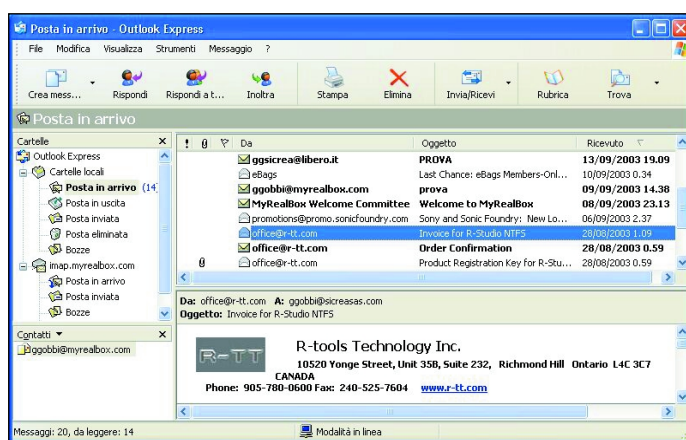 Posta in arrivo - Outlook Express
File Modifica Visualizza Strumenti Messaggio ?
Crea mess... Rispondi Rispondi a t... Inoltra Stampa Elimina Invia/Ricevi Rubrica Trova
Posta in arrivo
Cartelle
Outlook Express
Cartelle locali
Posta in arrivo (14)
Posta in uscita
Posta inviata
Posta eliminata
Bozze
imap.myrealbox.com
Posta in arrivo
Posta inviata
Bozze
Contatti
ggobbi@myrealbox.com
! Da Oggetto Ricevuto
ggsicrea@libero.it PROVA 13/09/2003 19.09
eBags Last Chance: eBags Members-Onl... 10/09/2003 0.34
ggobbi@myrealbox.com prova 09/09/2003 14.38
MyRealBox Welcome Committee Welcome to MyRealBox 08/09/2003 23.13
promotions@promo.sonicfoundry.com Sony and Sonic Foundry: New Lo... 06/09/2003 2.37
office@r-tt.com Invoice for R-Studio NTFS 28/08/2003 1.09
office@r-tt.com Order Confirmation 28/08/2003 0.59
office@r-tt.com Product Registration Key for R-Stu... 28/08/2003 0.59
Da: office@r-tt.com A: ggobbi@sicreasas.com
Oggetto: Invoice for R-Studio NTFS
R-TT
R-tools Technology Inc.
10520 Yonge Street, Unit 35B, Suite 232, Richmond Hill Ontario L4C 3C7
CANADA
Phone: 905-780-0600 Fax: 240-525-7604 www.r-tt.com
Messaggi: 20, da leggere: 14 Modalità in linea